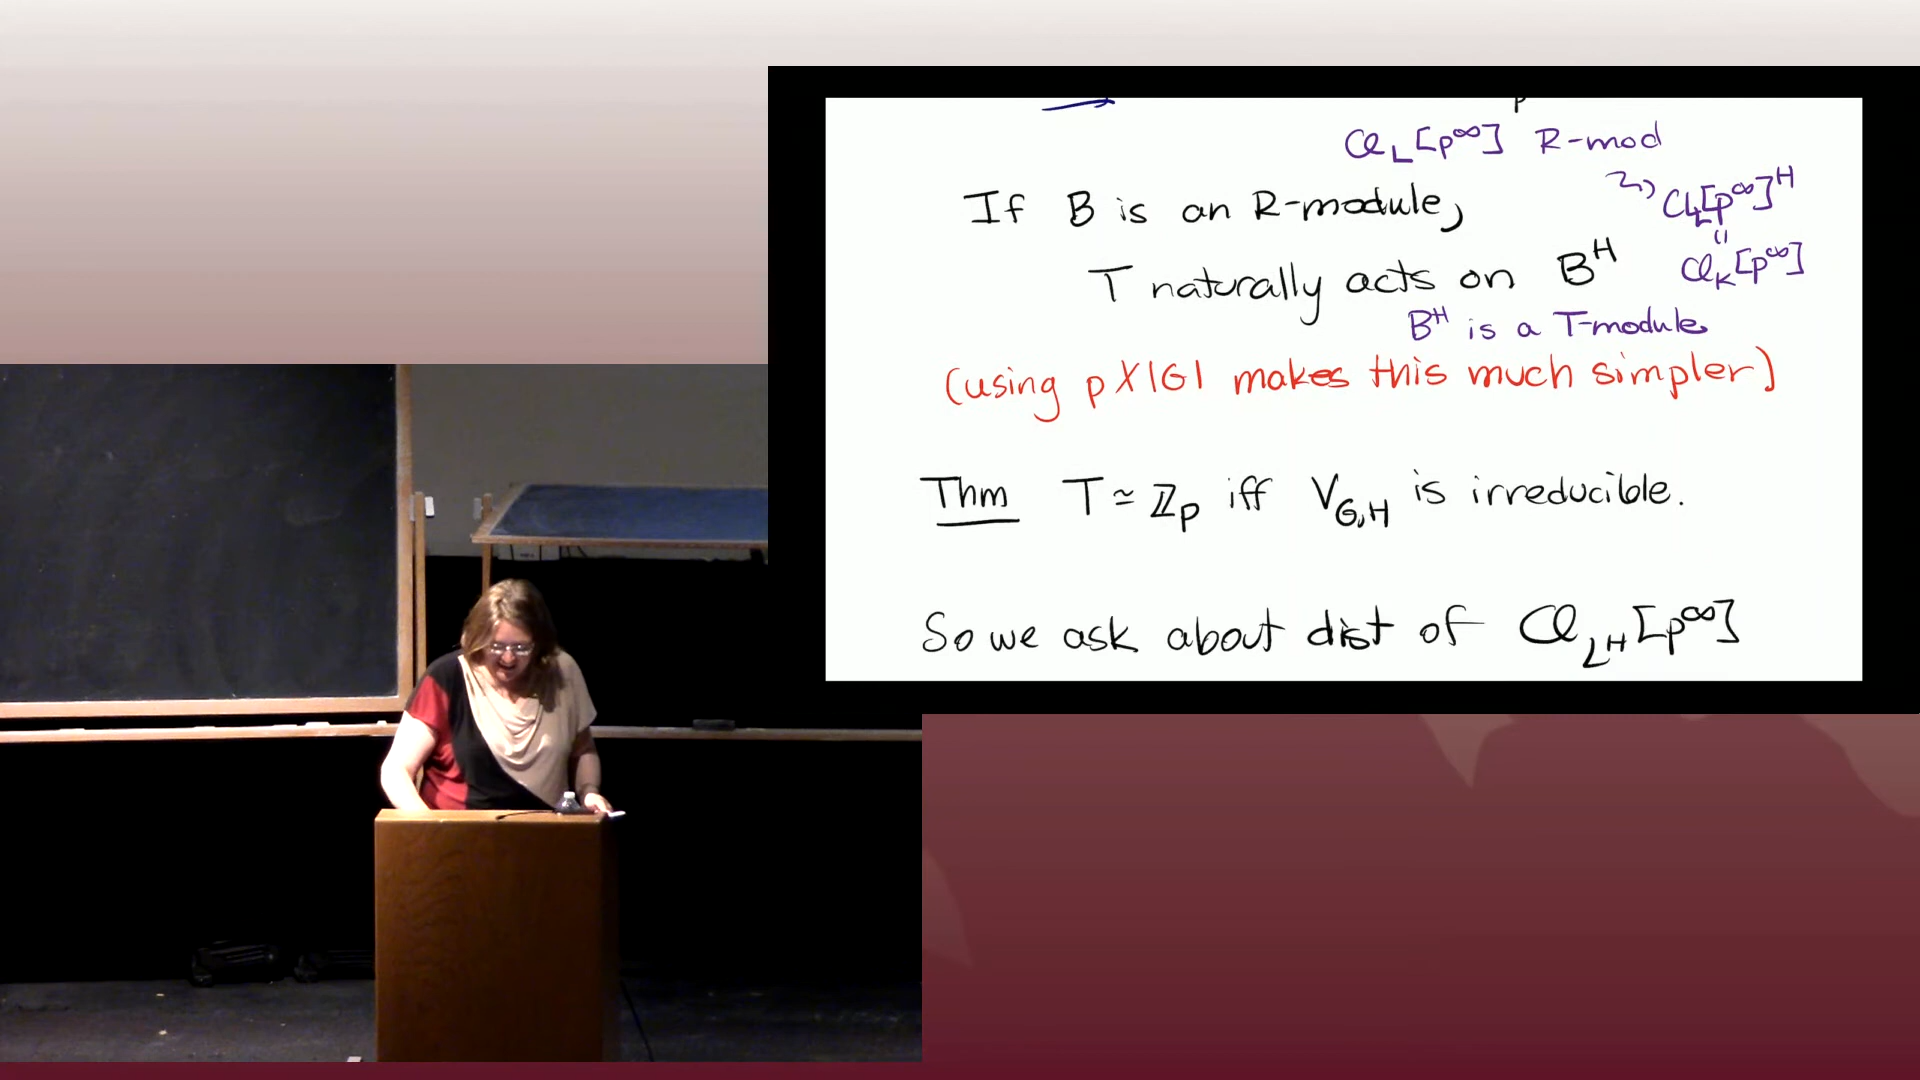 p
Cl_L[p^∞] R-mod
If B is an R-module,
Cl_L[p^∞]^H
"
T naturally acts on B^H
Cl_K[p^∞]
B^H is a T-module
(using p∤|G| makes this much simpler)
Thm T ≃ ℤ_p iff V_{G,H} is irreducible.
So we ask about dist of Cl_{L^H}[p^∞]